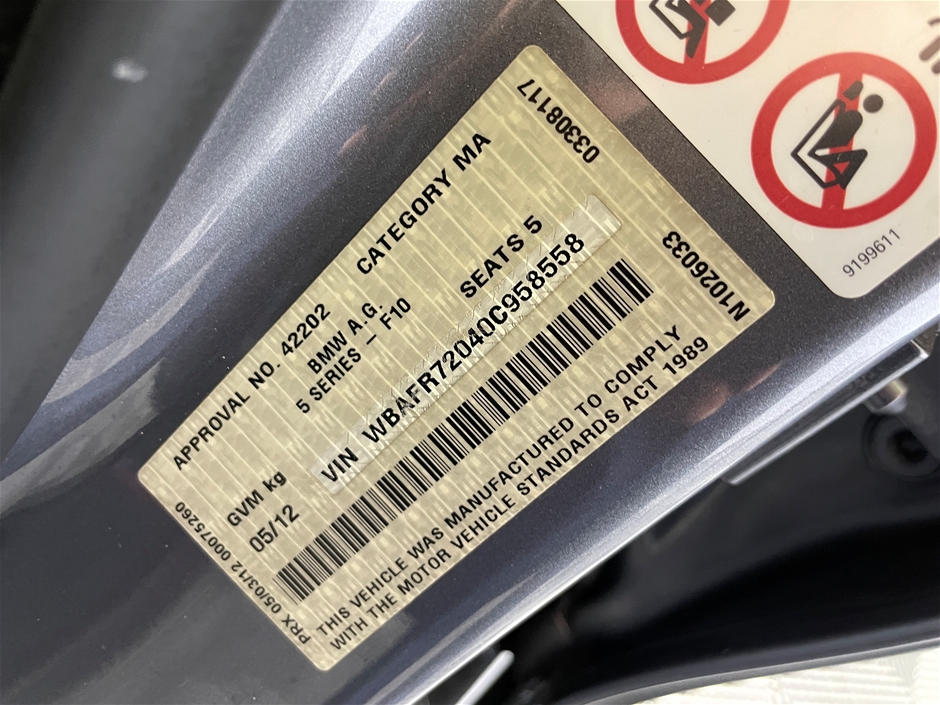 APPROVAL NO. 42202 CATEGORY MA
03308117
BMW A.G.
5 SERIES – F10 SEATS 5
GVM kg
05/12
VIN WBAFR72040C958558
N1026033
THIS VEHICLE WAS MANUFACTURED TO COMPLY
WITH THE MOTOR VEHICLE STANDARDS ACT 1989
PRX 05/03/12 00075260
9199611